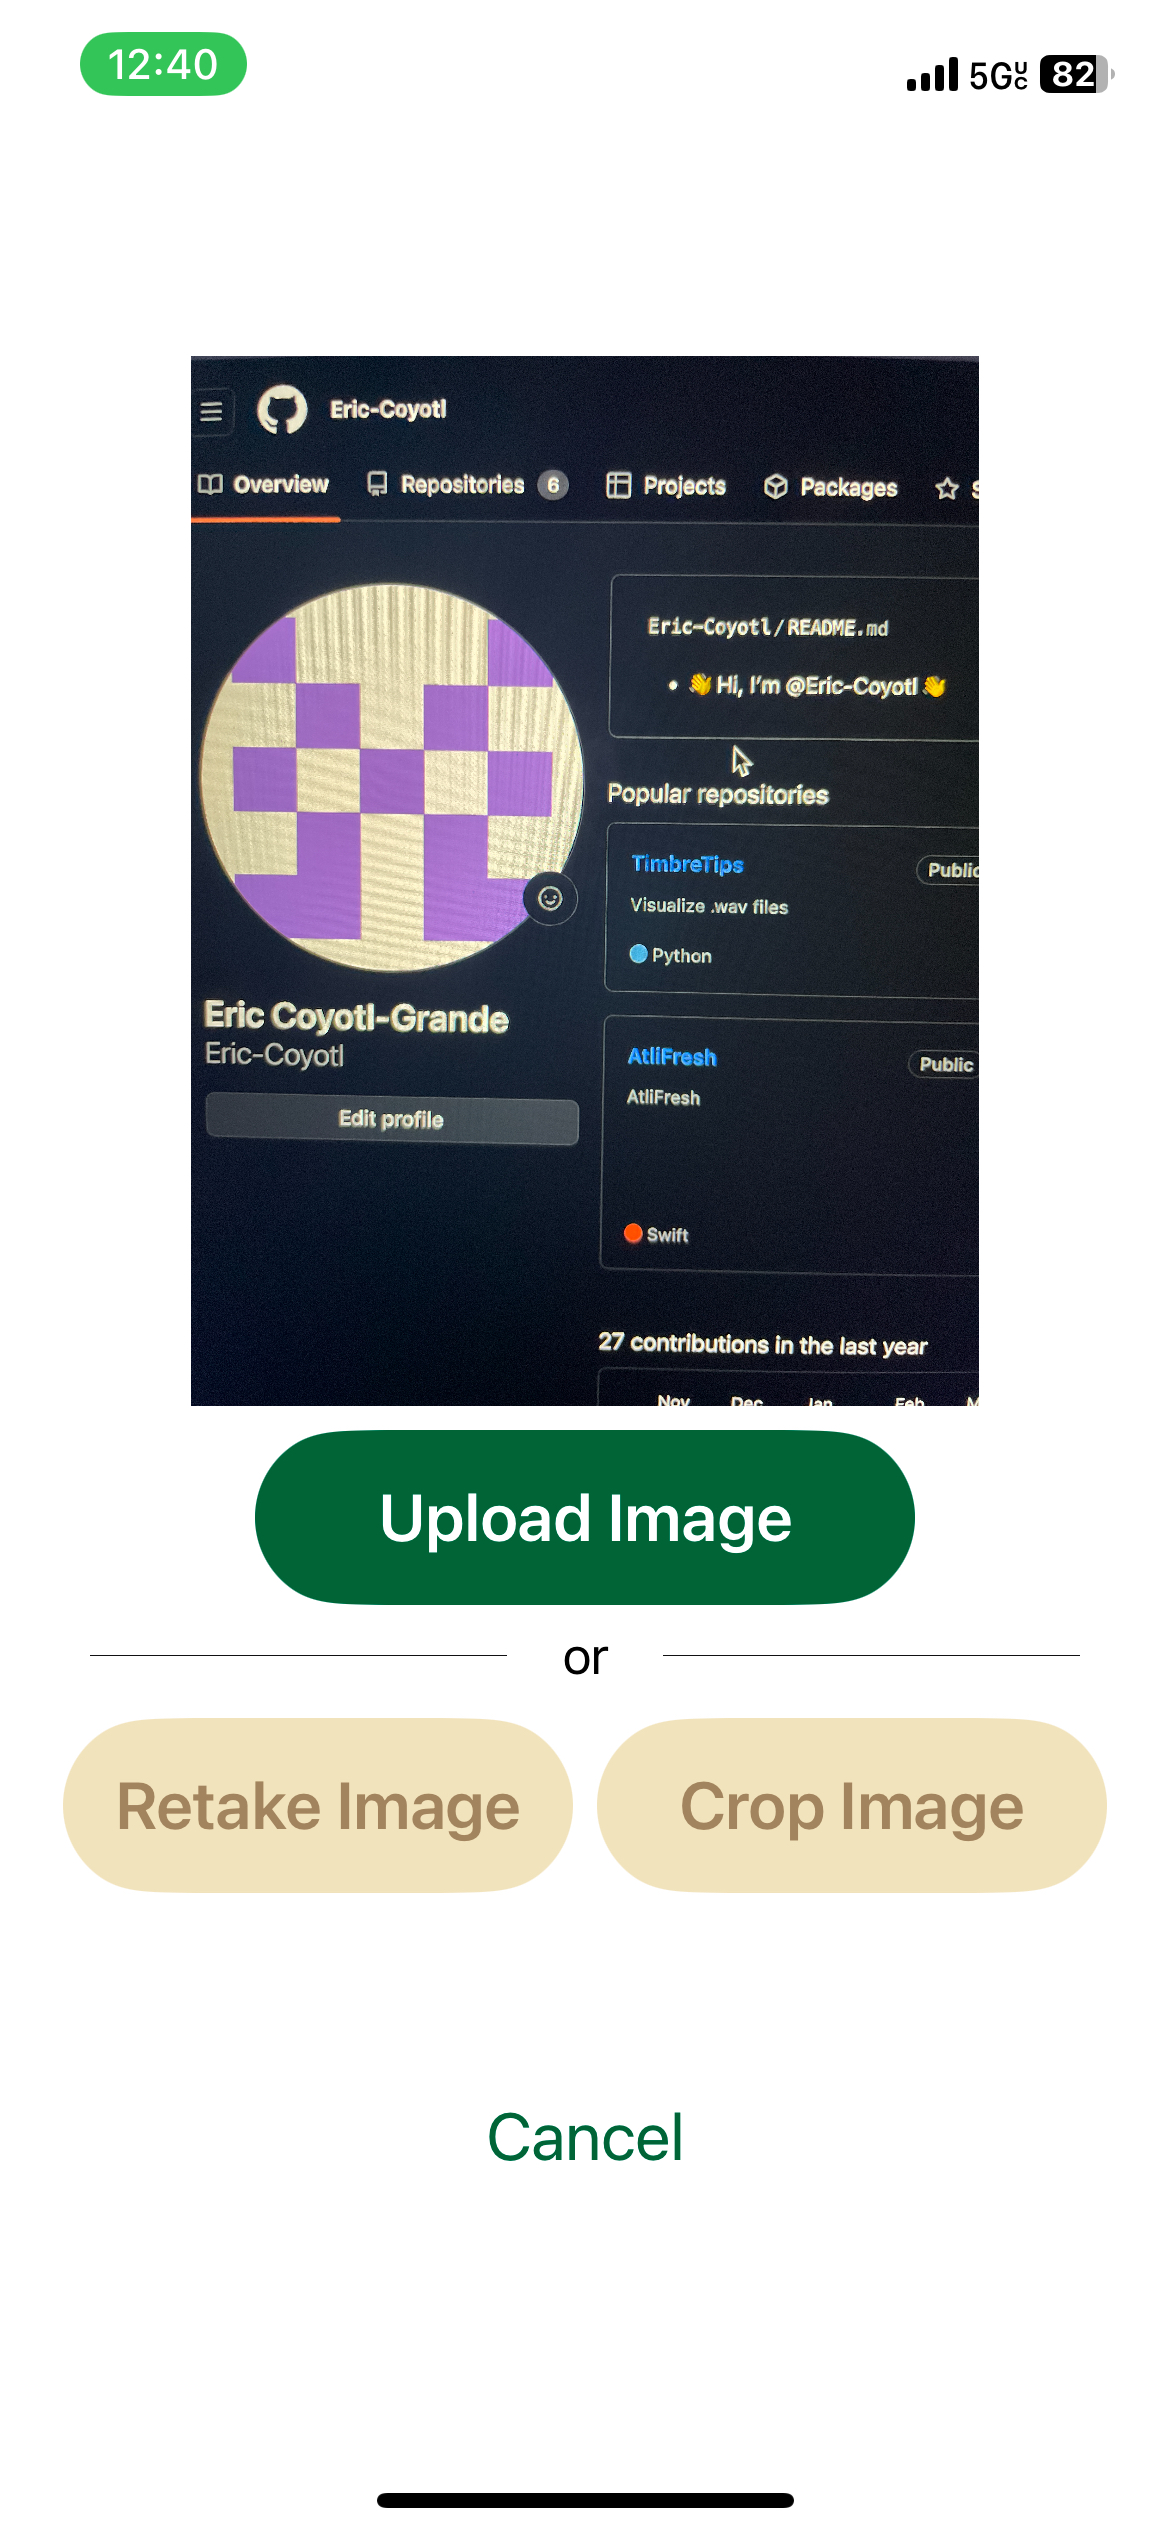 12:40
5G UC 82
Eric-Coyotl
Overview Repositories 6 Projects Packages
Eric-Coyotl/README.md
• 👋 Hi, I'm @Eric-Coyotl 👋
Popular repositories
TimbreTips Public
Visualize .wav files
Python
Eric Coyotl-Grande
Eric-Coyotl
Edit profile
AtliFresh Public
AtliFresh
Swift
27 contributions in the last year
Nov Dec Jan Feb
Upload Image
or
Retake Image Crop Image
Cancel